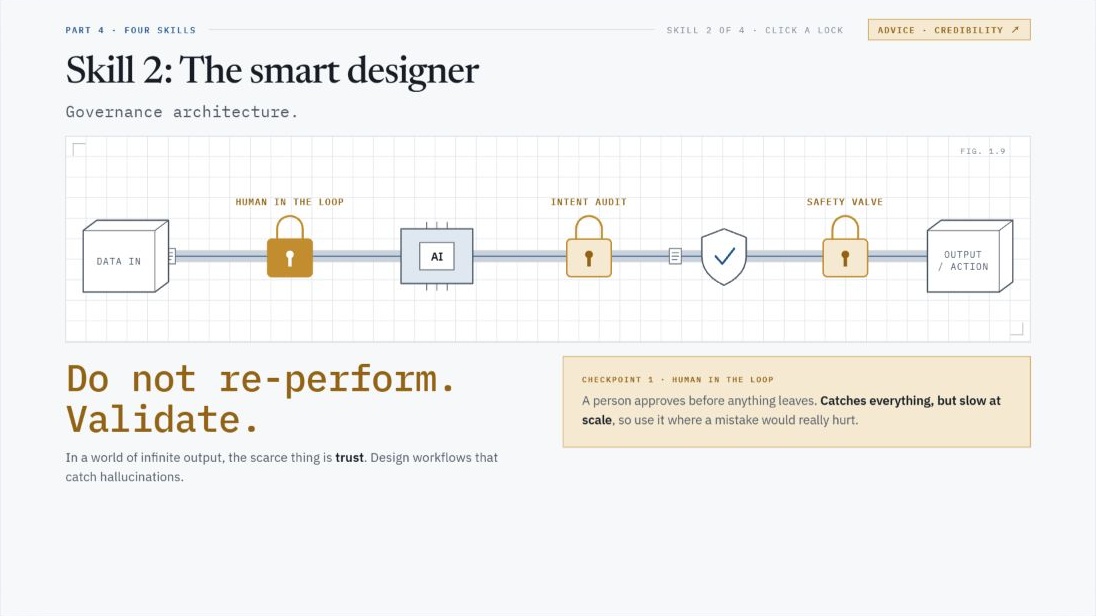 PART 4 · FOUR SKILLS
SKILL 2 OF 4 · CLICK A LOCK
ADVICE · CREDIBILITY ↗
Skill 2: The smart designer
Governance architecture.
FIG. 1.9
HUMAN IN THE LOOP
INTENT AUDIT
SAFETY VALVE
DATA IN
AI
OUTPUT
/ ACTION
Do not re-perform.
Validate.
In a world of infinite output, the scarce thing is trust. Design workflows that
catch hallucinations.
CHECKPOINT 1 · HUMAN IN THE LOOP
A person approves before anything leaves. Catches everything, but slow at
scale, so use it where a mistake would really hurt.